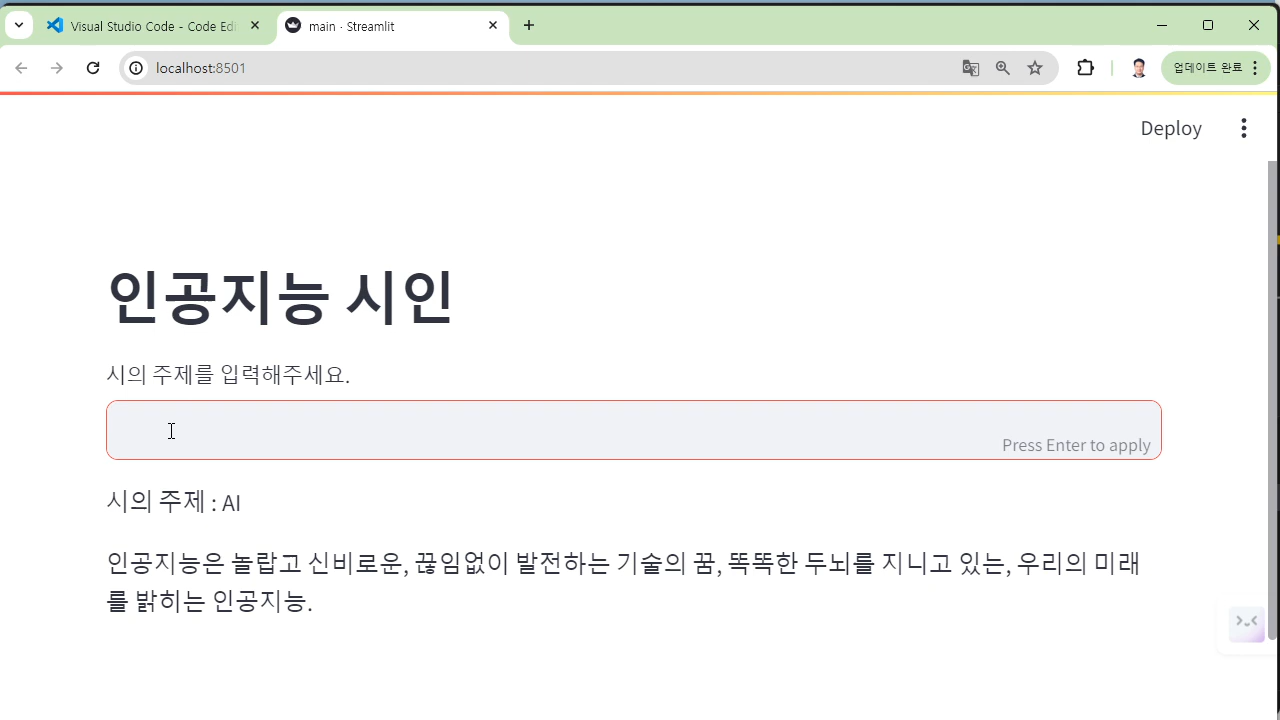 Visual Studio Code - Code Edi
main · Streamlit
localhost:8501
업데이트 완료
Deploy
인공지능 시인
시의 주제를 입력해주세요.
Press Enter to apply
시의 주제 : AI
인공지능은 놀랍고 신비로운, 끊임없이 발전하는 기술의 꿈, 똑똑한 두뇌를 지니고 있는, 우리의 미래
를 밝히는 인공지능.